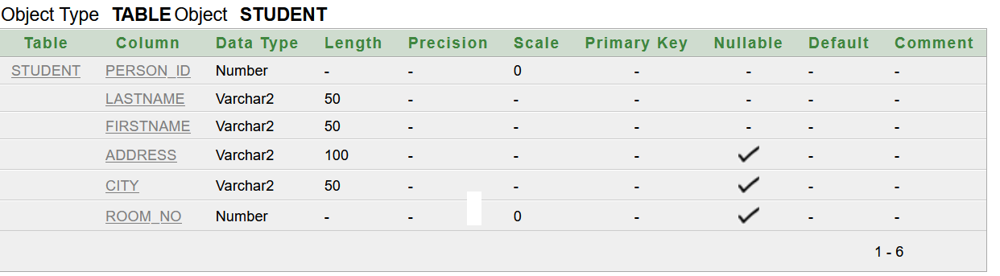 Object Type TABLE Object STUDENT
Table Column Data Type Length Precision Scale Primary Key Nullable Default Comment
STUDENT PERSON_ID Number - - 0 - - - -
LASTNAME Varchar2 50 - - - - - -
FIRSTNAME Varchar2 50 - - - - - -
ADDRESS Varchar2 100 - - - ✓ - -
CITY Varchar2 50 - - - ✓ - -
ROOM_NO Number - - 0 - ✓ - -
1 - 6